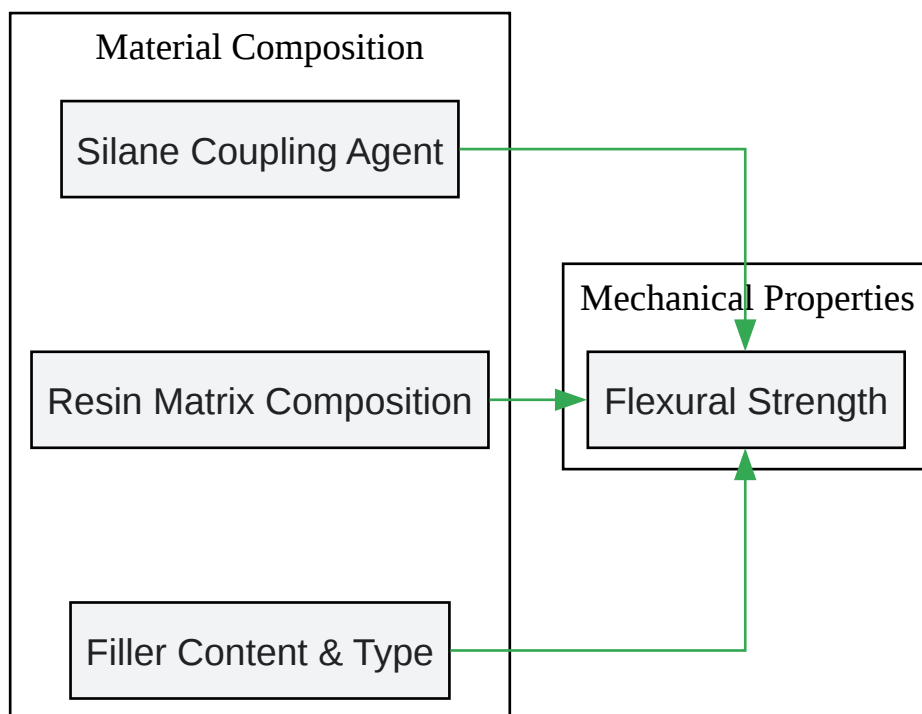 Material Composition
Silane Coupling Agent
Mechanical Properties
Resin Matrix Composition
Flexural Strength
Filler Content & Type